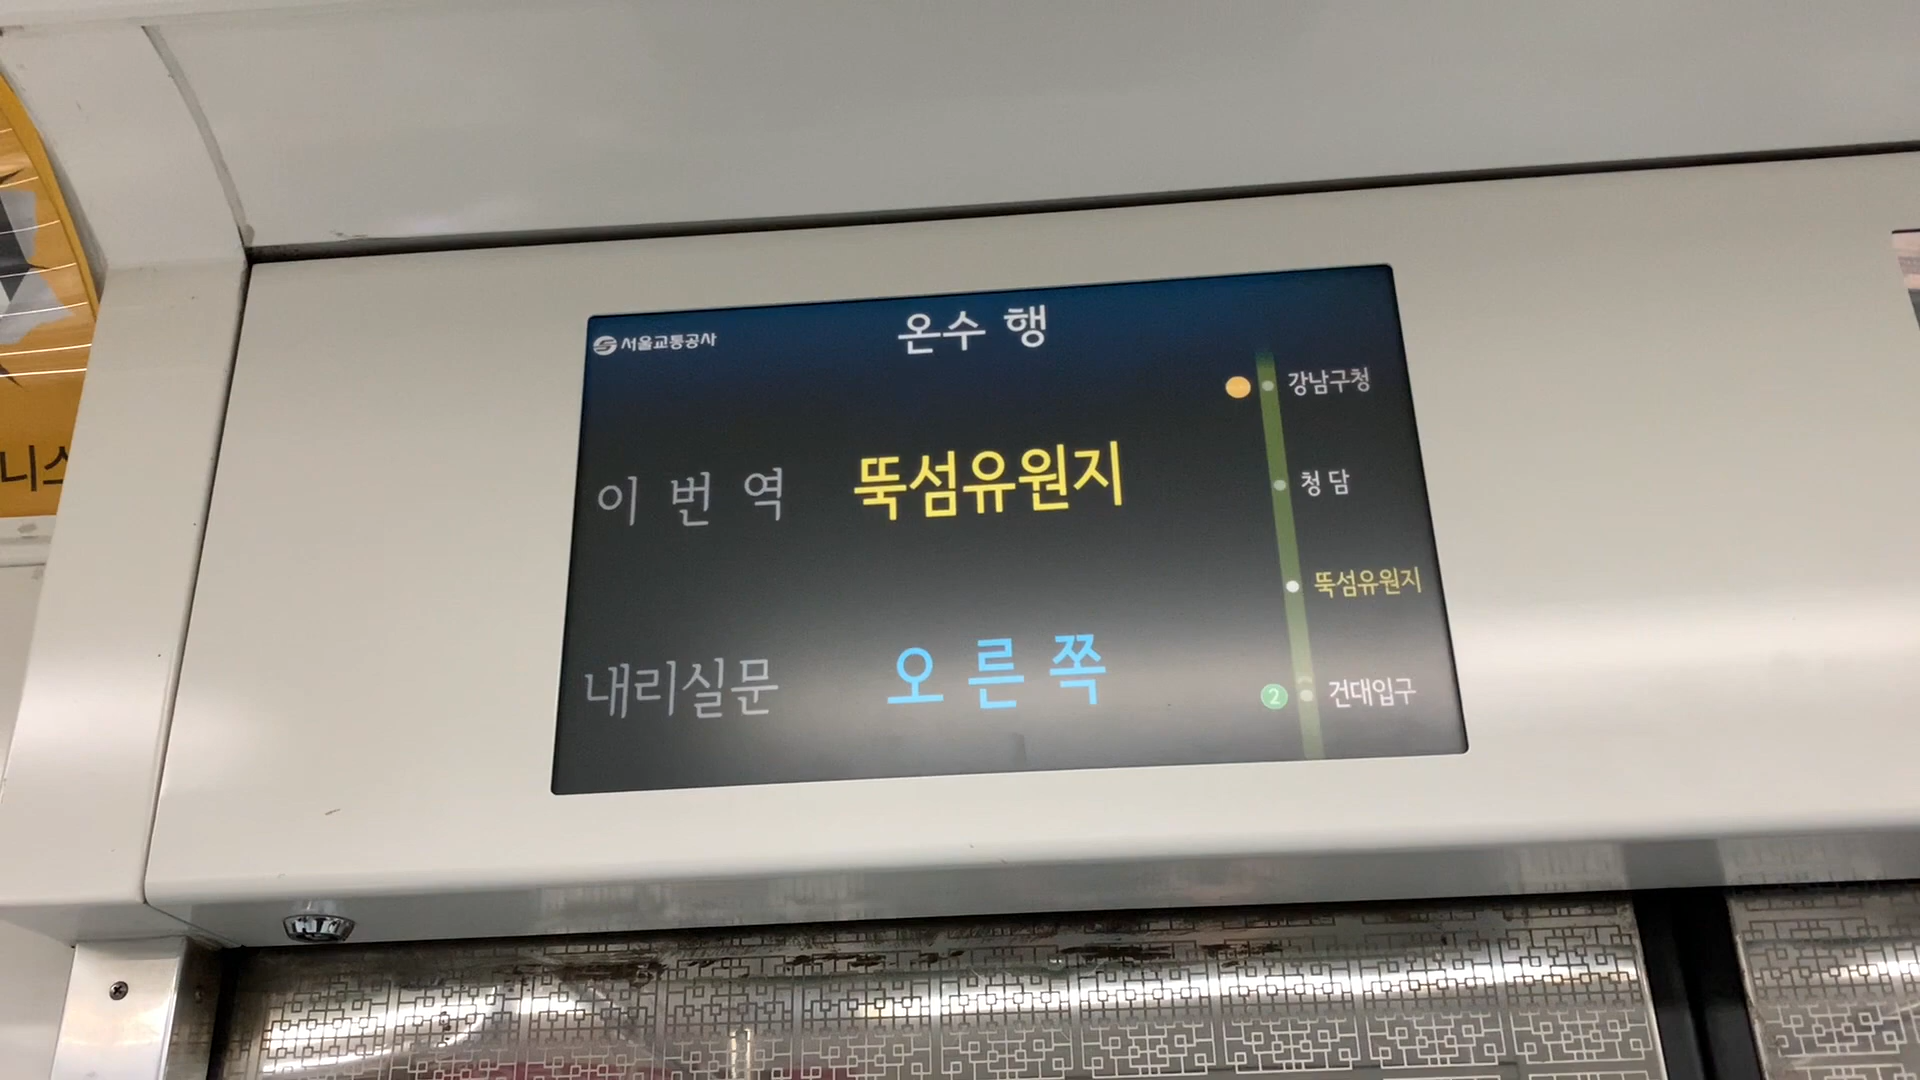 서울교통공사
온수 행
이 번 역 뚝섬유원지
내리실문 오 른 쪽
강남구청
청 담
뚝섬유원지
2 건대입구
니스